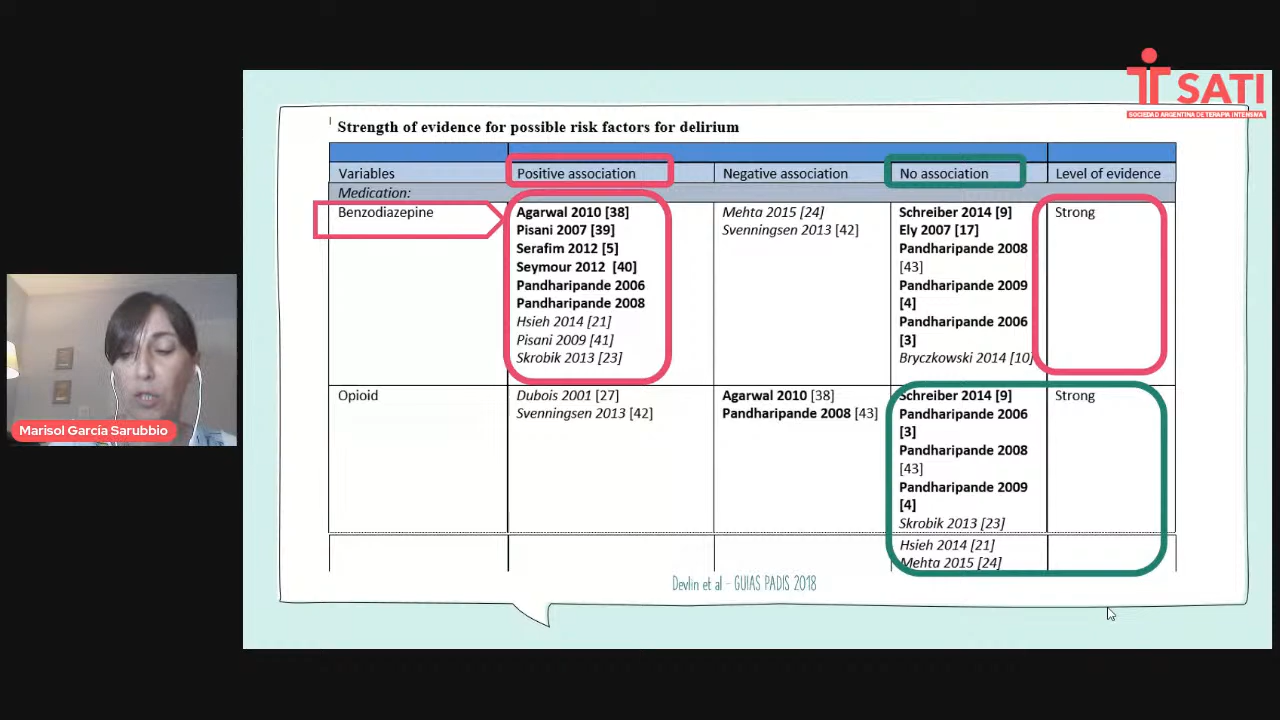 SATI
SOCIEDAD ARGENTINA DE TERAPIA INTENSIVA
Strength of evidence for possible risk factors for delirium
Variables
Positive association
Negative association
No association
Level of evidence
Medication:
Benzodiazepine
Agarwal 2010 [38]
Pisani 2007 [39]
Serafim 2012 [5]
Seymour 2012 [40]
Pandharipande 2006
Pandharipande 2008
Hsieh 2014 [21]
Pisani 2009 [41]
Skrobik 2013 [23]
Mehta 2015 [24]
Svenningsen 2013 [42]
Schreiber 2014 [9]
Ely 2007 [17]
Pandharipande 2008
[43]
Pandharipande 2009
[4]
Pandharipande 2006
[3]
Bryczkowski 2014 [10]
Strong
Opioid
Dubois 2001 [27]
Svenningsen 2013 [42]
Agarwal 2010 [38]
Pandharipande 2008 [43]
Schreiber 2014 [9]
Pandharipande 2006
[3]
Pandharipande 2008
[43]
Pandharipande 2009
[4]
Skrobik 2013 [23]
Hsieh 2014 [21]
Mehta 2015 [24]
Strong
Devlin et al - GUIAS PADIS 2018
Marisol García Sarubbio